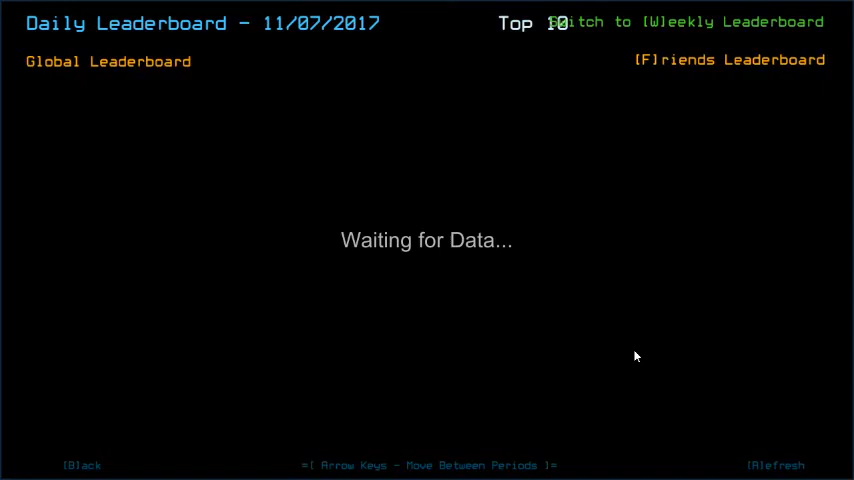 Daily Leaderboard - 11/07/2017
Top 10
Switch to [W]eekly Leaderboard
Global Leaderboard
[F]riends Leaderboard
Waiting for Data...
[B]ack
=[ Arrow Keys - Move Between Periods ]=
[R]efresh